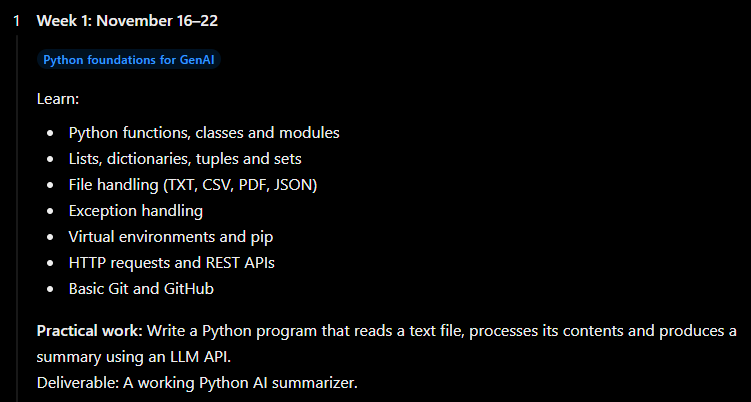 1 Week 1: November 16–22
Python foundations for GenAI
Learn:
• Python functions, classes and modules
• Lists, dictionaries, tuples and sets
• File handling (TXT, CSV, PDF, JSON)
• Exception handling
• Virtual environments and pip
• HTTP requests and REST APIs
• Basic Git and GitHub
Practical work: Write a Python program that reads a text file, processes its contents and produces a
summary using an LLM API.
Deliverable: A working Python AI summarizer.